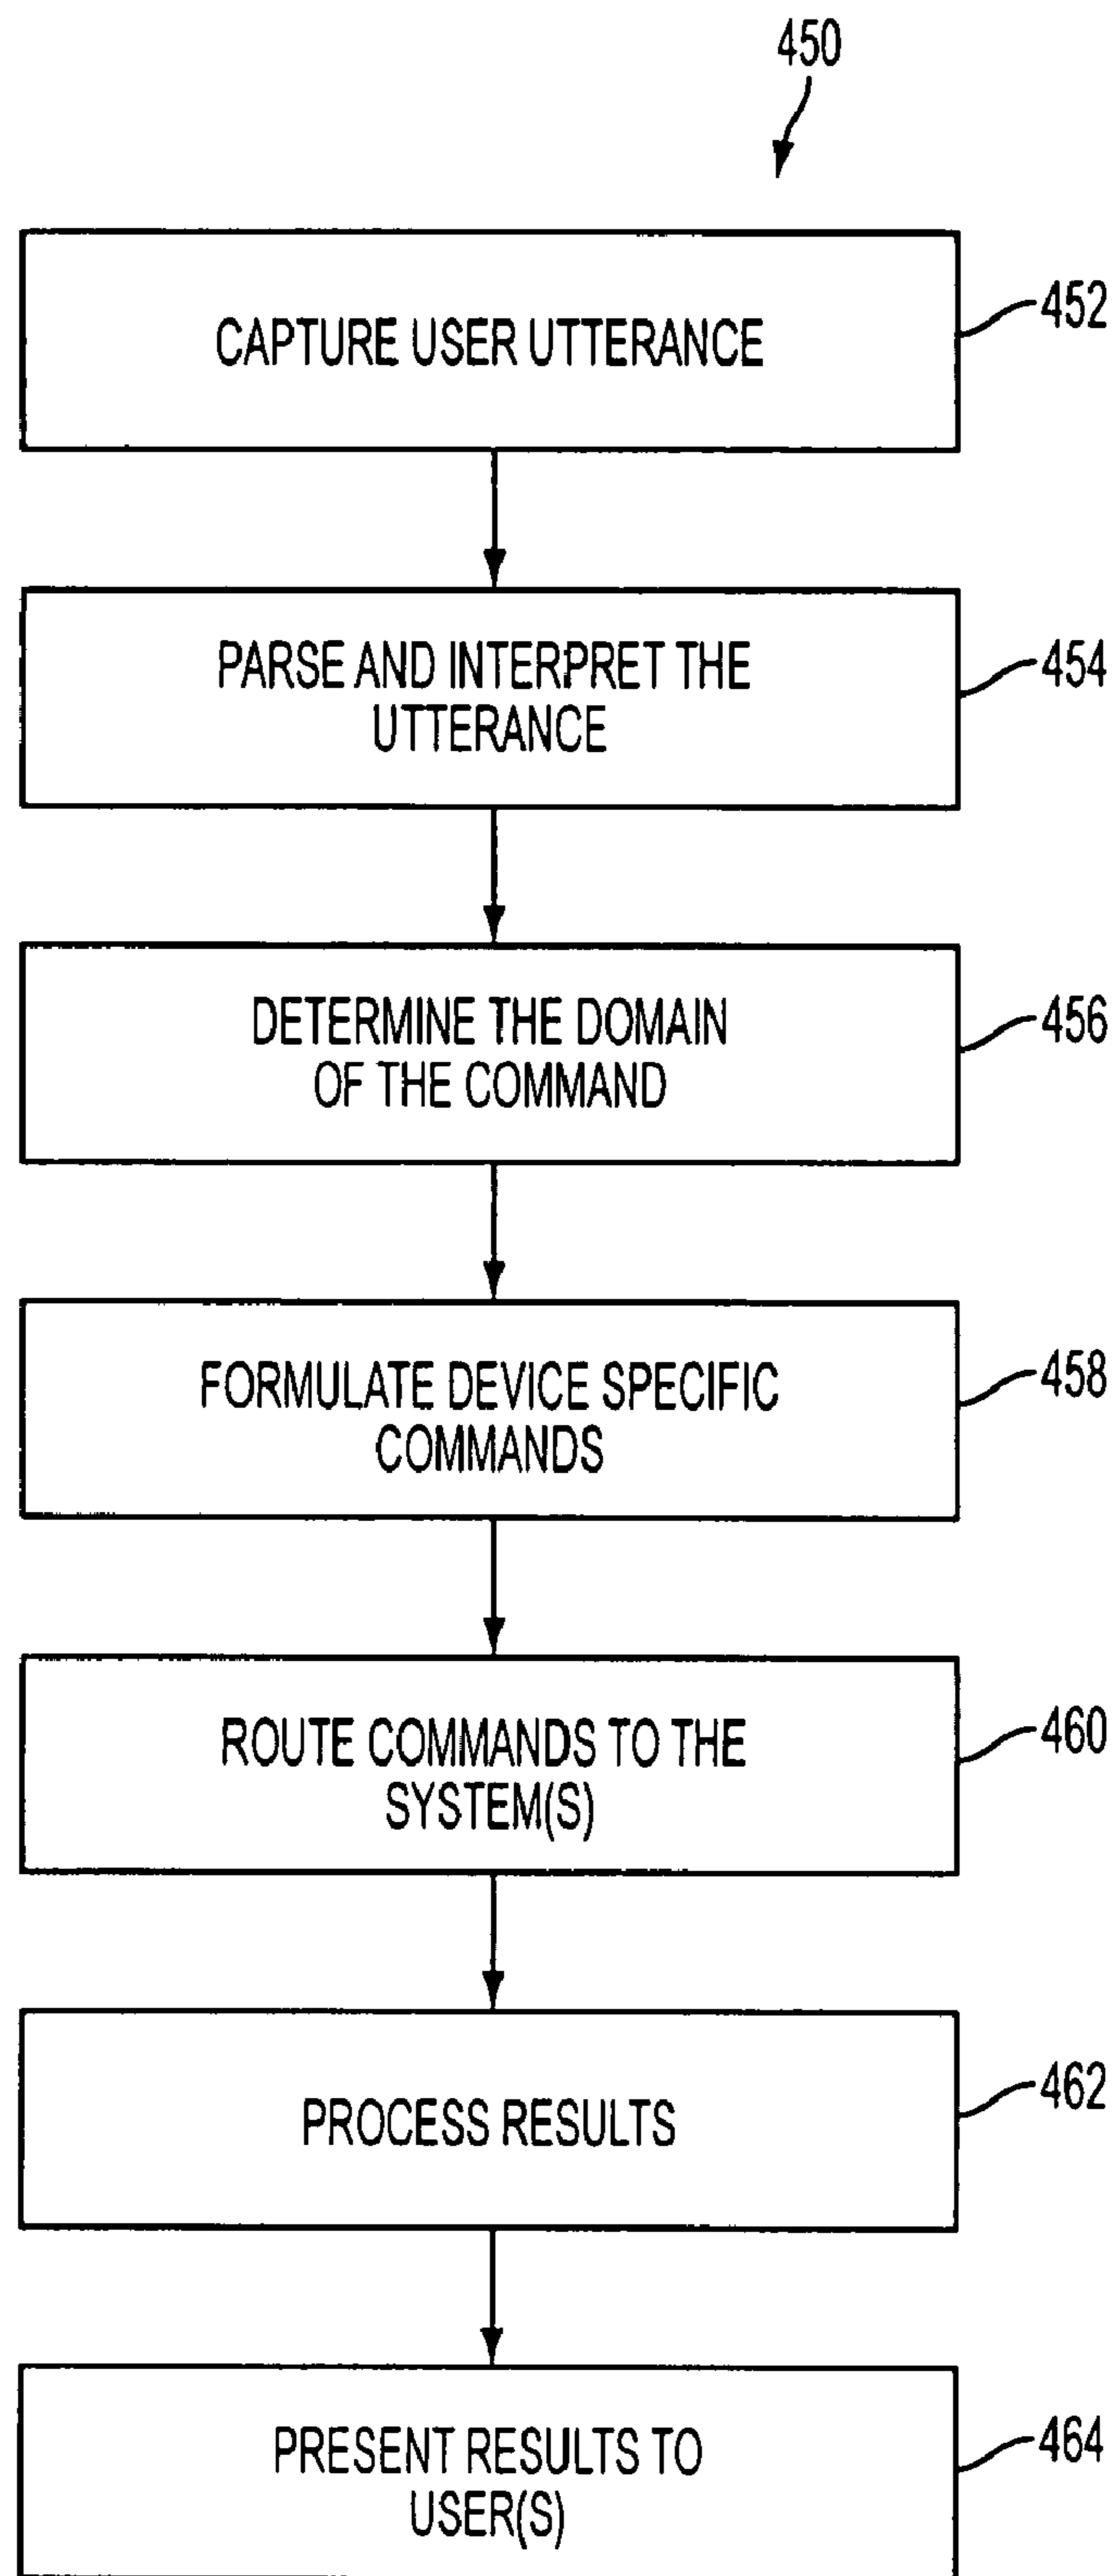 450
CAPTURE USER UTTERANCE
452
PARSE AND INTERPRET THE
UTTERANCE
454
DETERMINE THE DOMAIN
OF THE COMMAND
456
FORMULATE DEVICE SPECIFIC
COMMANDS
458
ROUTE COMMANDS TO THE
SYSTEM(S)
460
PROCESS RESULTS
462
PRESENT RESULTS TO
USER(S)
464